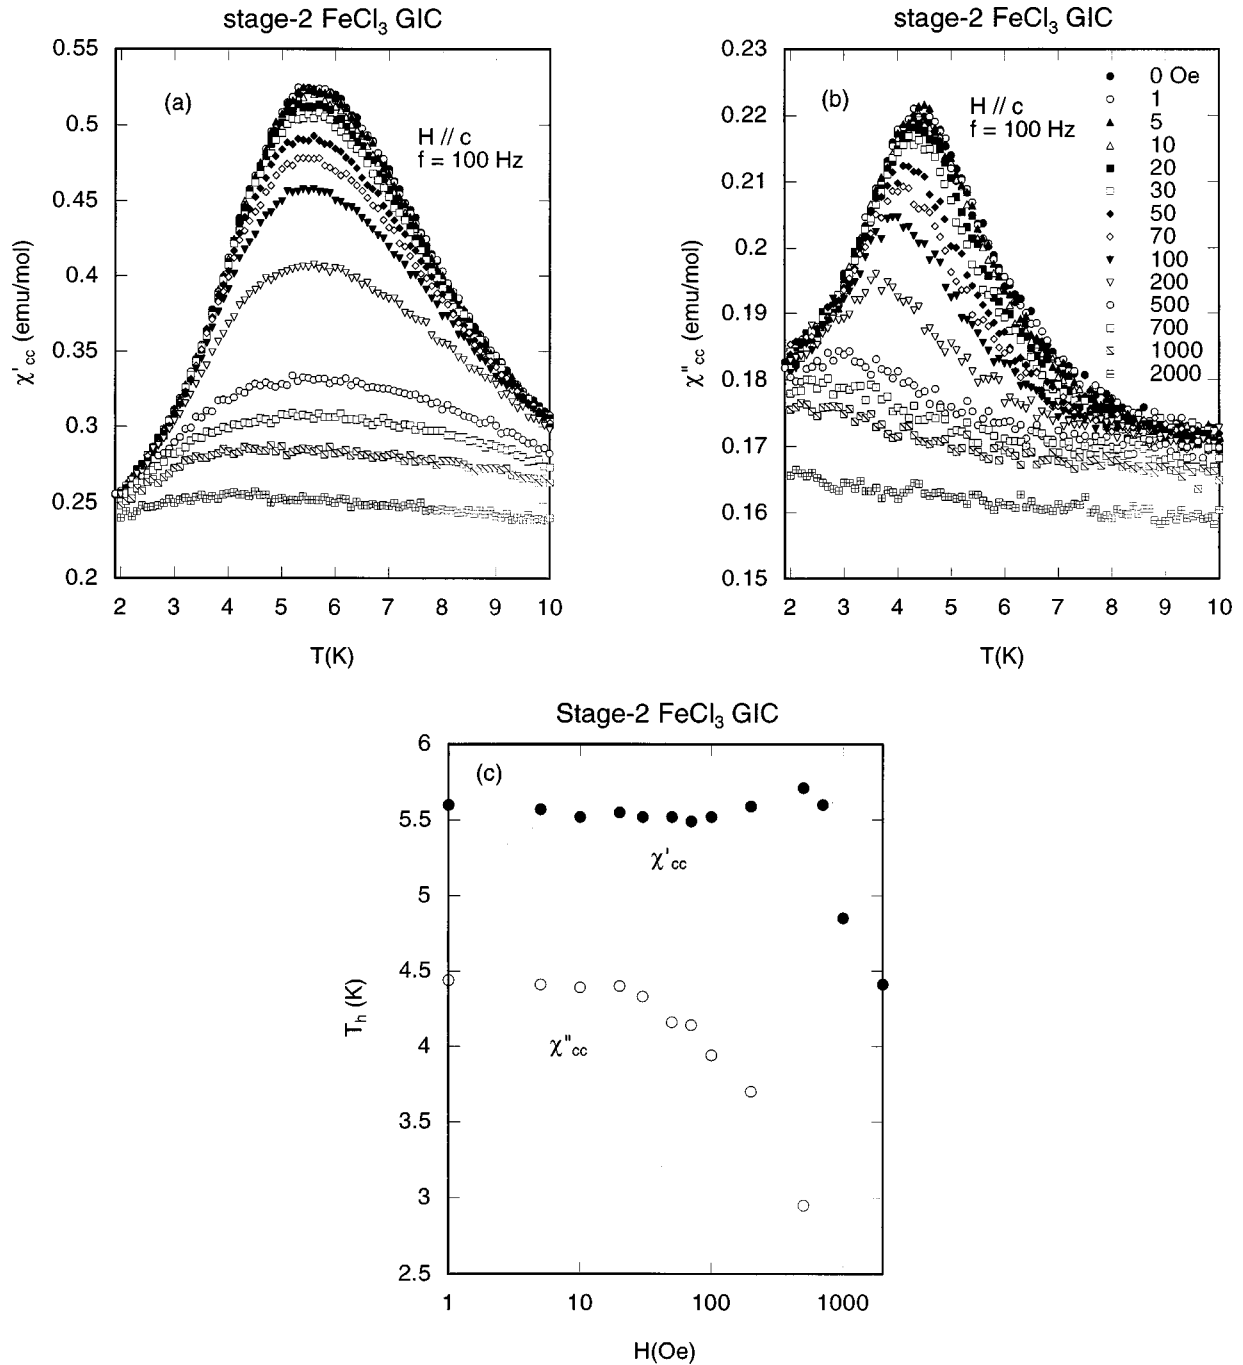 stage-2 FeCl₃ GIC
0.55
0.5
0.45
0.4
0.35
0.3
0.25
0.2
χ'cc (emu/mol)
(a)
H // c
f = 100 Hz
2 3 4 5 6 7 8 9 10
T(K)
stage-2 FeCl₃ GIC
0.23
0.22
0.21
0.2
0.19
0.18
0.17
0.16
0.15
χ"cc (emu/mol)
(b)
H // c
f = 100 Hz
0 Oe
1
5
10
20
30
50
70
100
200
500
700
1000
2000
2 3 4 5 6 7 8 9 10
T(K)
Stage-2 FeCl₃ GIC
6
5.5
5
4.5
4
3.5
3
2.5
Tₕ (K)
(c)
χ'cc
χ"cc
1 10 100 1000
H(Oe)